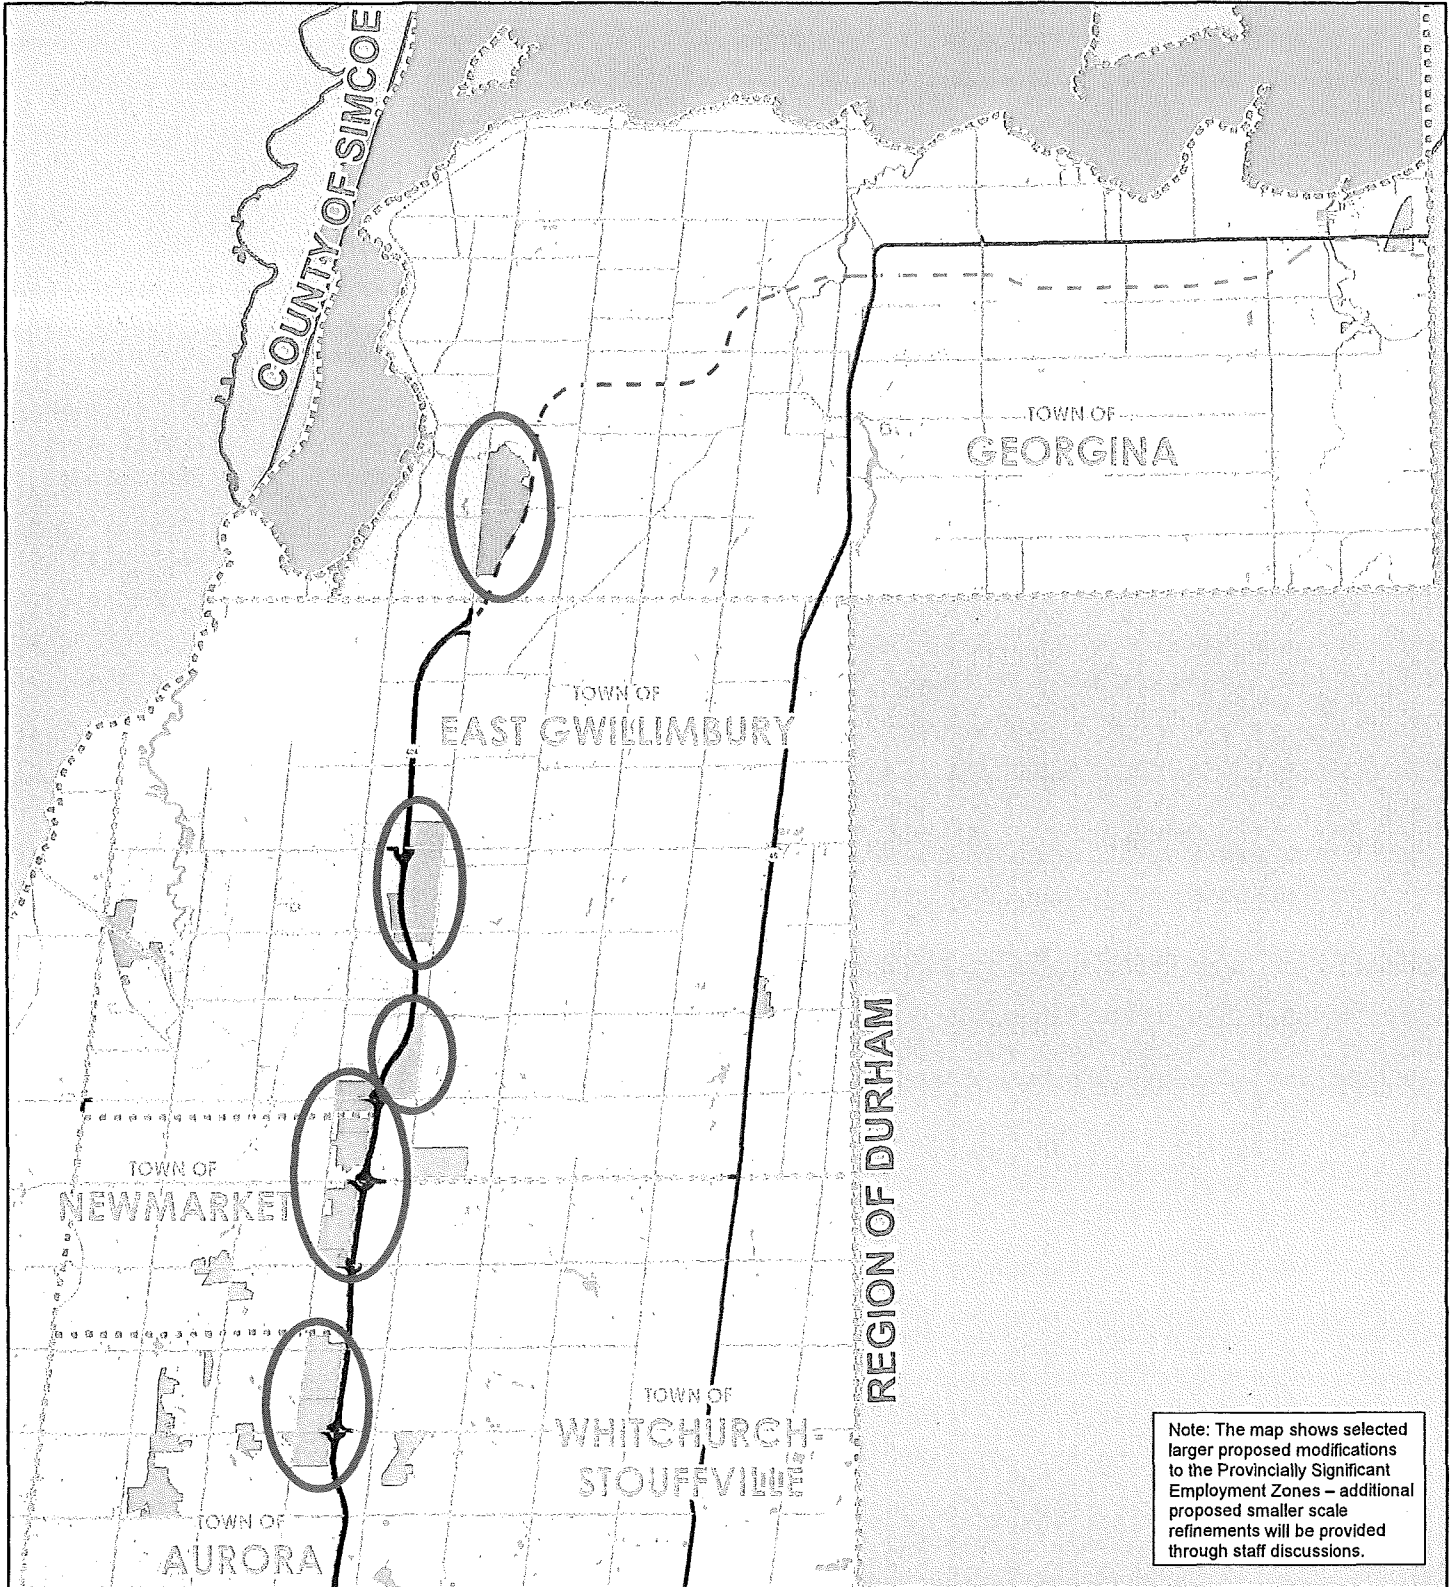 COUNTY OF SIMCOE
TOWN OF
GEORGINA
TOWN OF
EAST GWILLIMBURY
REGION OF DURHAM
TOWN OF
NEWMARKET
TOWN OF
WHITCHURCH-
STOUFFVILLE
TOWN OF
AURORA
Note: The map shows selected
larger proposed modifications
to the Provincially Significant
Employment Zones – additional
proposed smaller scale
refinements will be provided
through staff discussions.